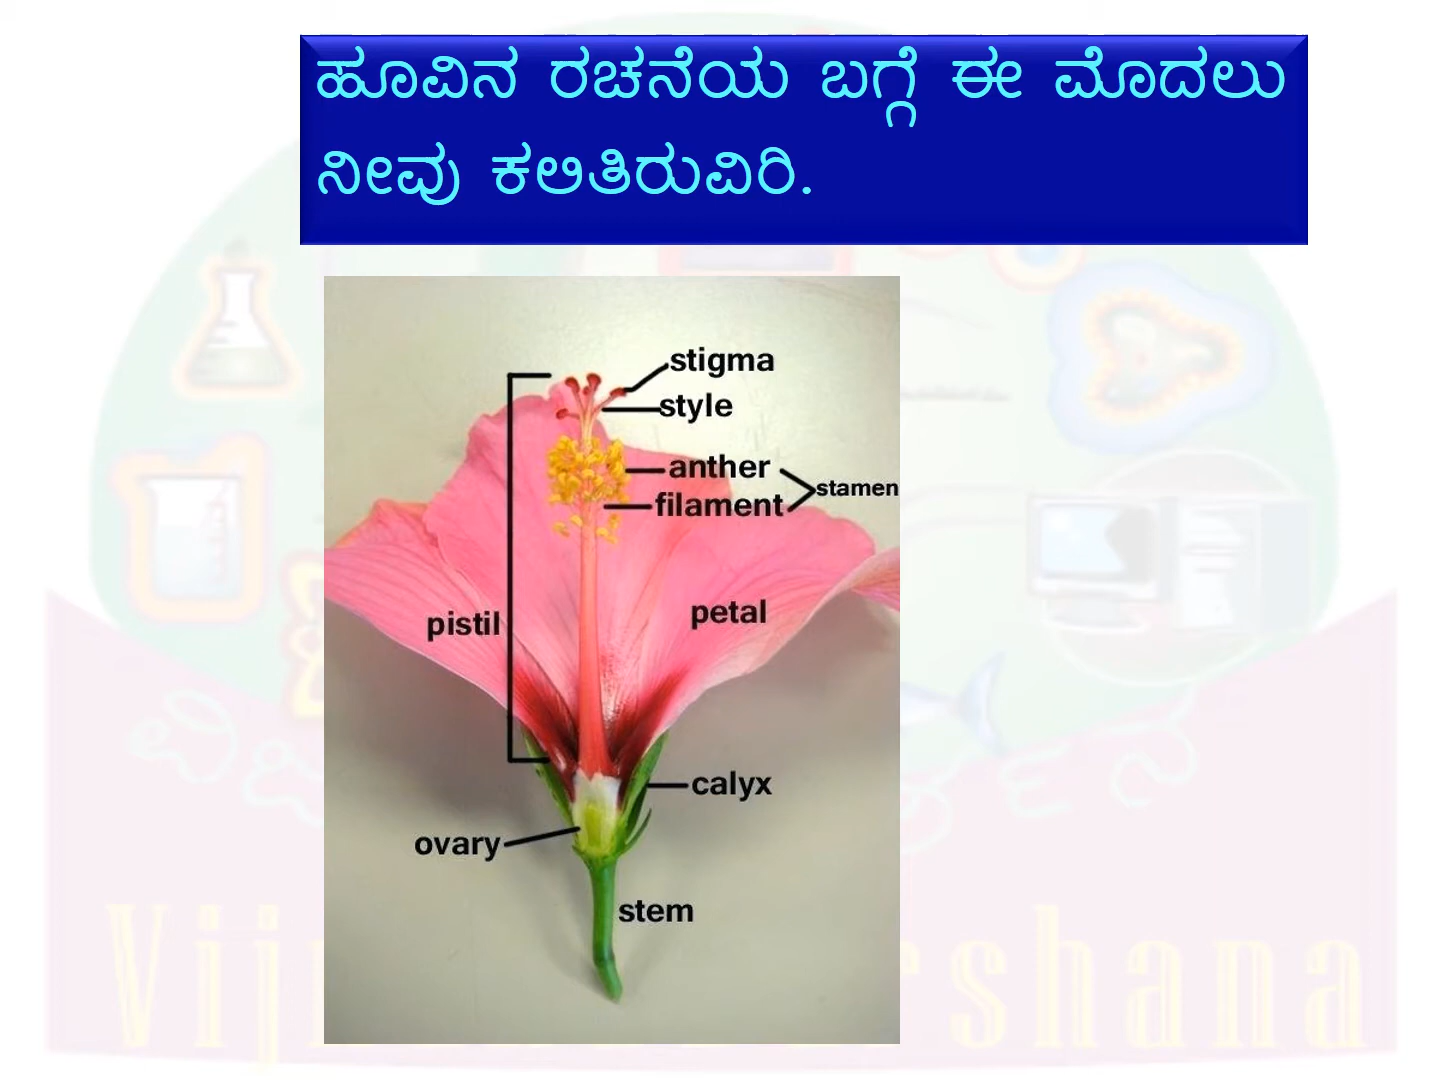 ಹೂವಿನ ರಚನೆಯ ಬಗ್ಗೆ ಈ ಮೊದಲು
ನೀವು ಕಲಿತಿರುವಿರಿ.
stigma
style
anther
stamen
filament
pistil
petal
calyx
ovary
stem